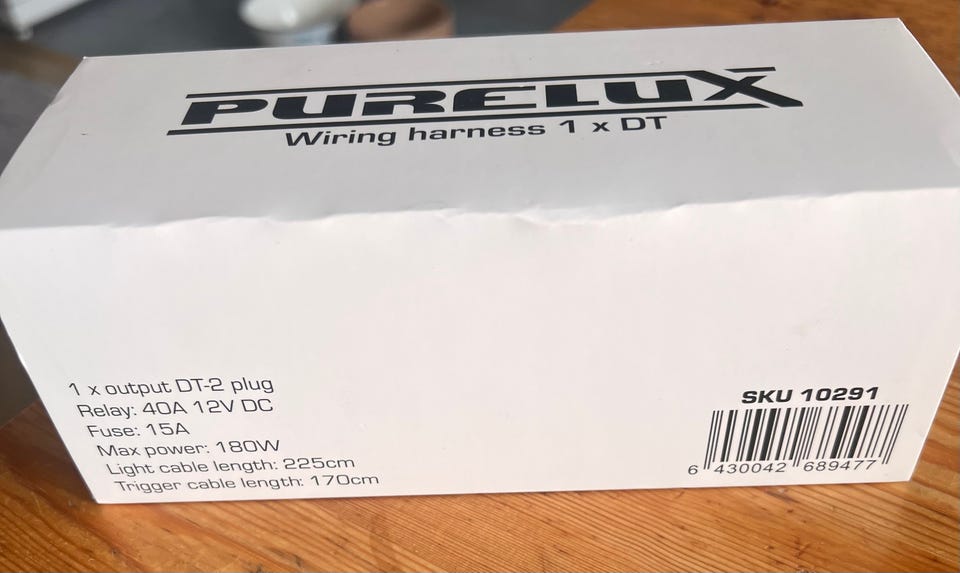 PURELUX
Wiring harness 1 x DT
1 x output DT-2 plug
Relay: 40A 12V DC
Fuse: 15A
Max power: 180W
Light cable length: 225cm
Trigger cable length: 170cm
SKU 10291
6 430042 689477